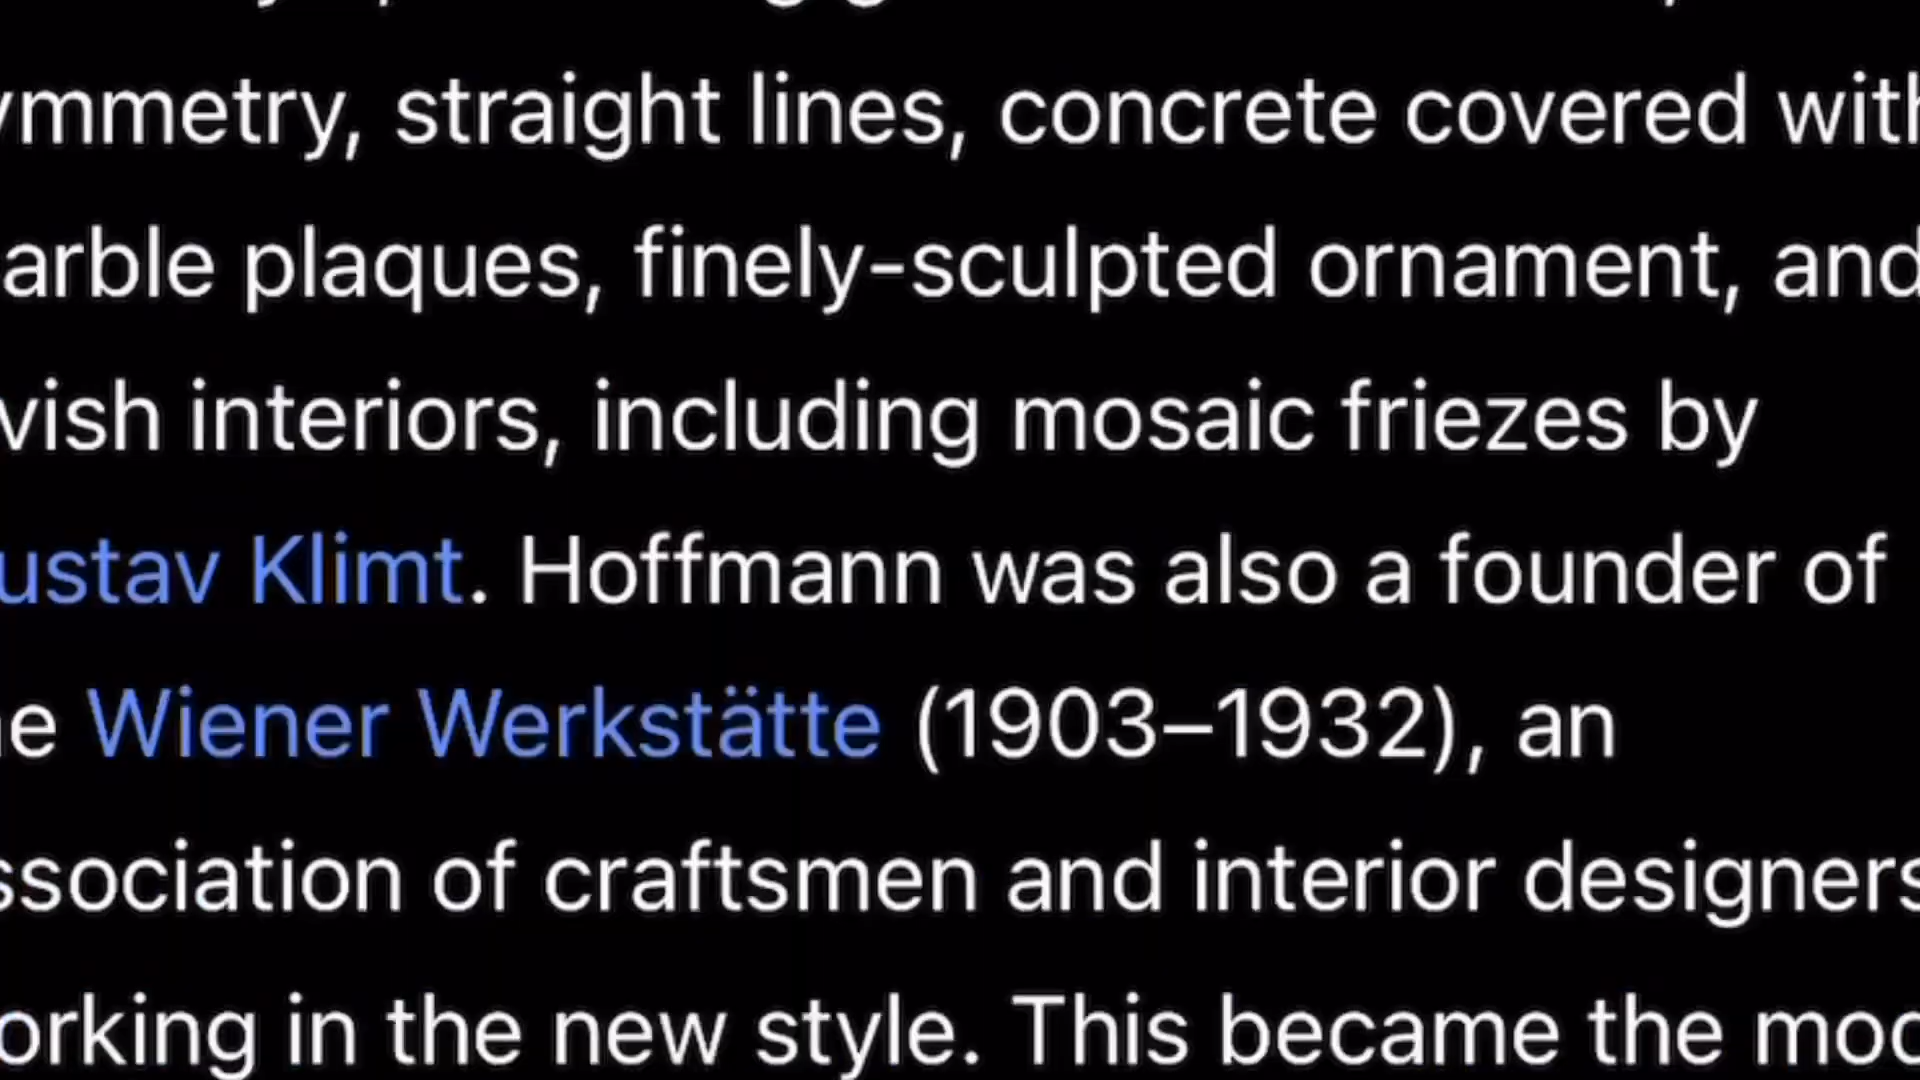 ymmetry, straight lines, concrete covered with
arble plaques, finely-sculpted ornament, and
vish interiors, including mosaic friezes by
ustav Klimt. Hoffmann was also a founder of
e Wiener Werkstätte (1903–1932), an
ssociation of craftsmen and interior designers
orking in the new style. This became the mod